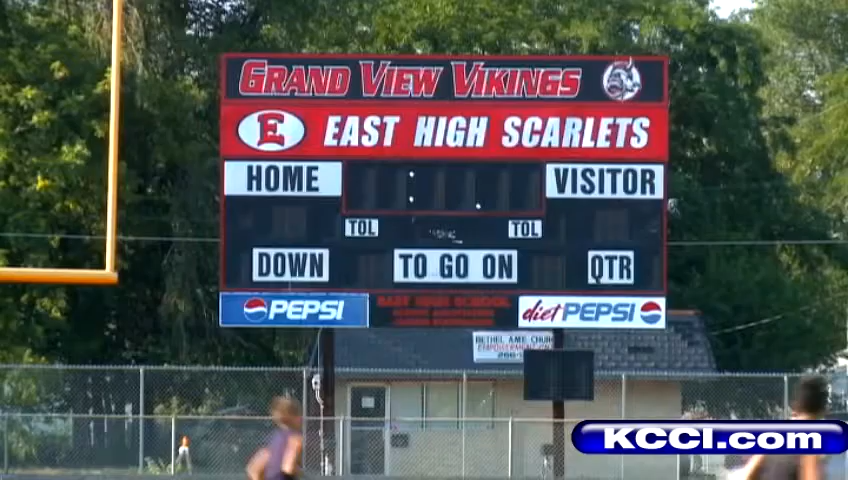 GRAND VIEW VIKINGS
E EAST HIGH SCARLETS
HOME VISITOR
TOL TOL
DOWN TO GO ON QTR
PEPSI EAST HIGH SCHOOL diet PEPSI
BETHEL AME CHURCH
EMPOWERMENT
KCCI.com